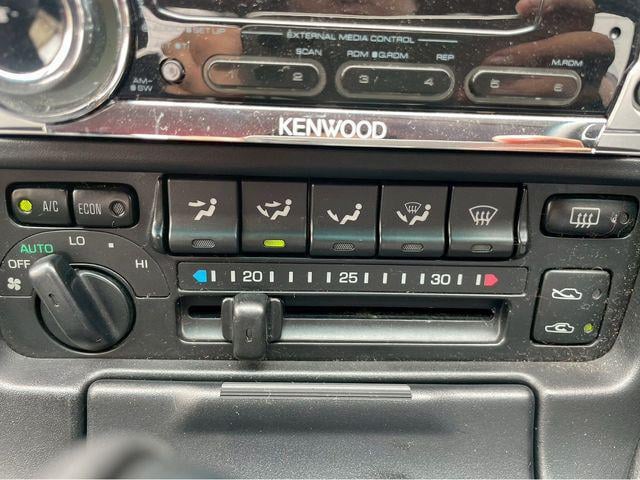 SET UP
EXTERNAL MEDIA CONTROL
TI
SCAN RDM G.RDM REP M.RDM
AM-
SW
2 3 4 5 6
KENWOOD
A/C ECON
AUTO LO
OFF HI
20 25 30